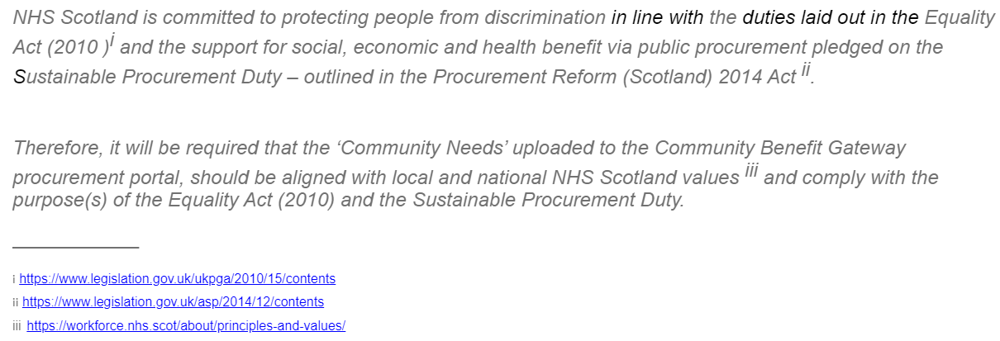 NHS Scotland is committed to protecting people from discrimination in line with the duties laid out in the Equality
Act (2010 )i and the support for social, economic and health benefit via public procurement pledged on the
Sustainable Procurement Duty – outlined in the Procurement Reform (Scotland) 2014 Act ii.
Therefore, it will be required that the ‘Community Needs’ uploaded to the Community Benefit Gateway
procurement portal, should be aligned with local and national NHS Scotland values iii and comply with the
purpose(s) of the Equality Act (2010) and the Sustainable Procurement Duty.
i https://www.legislation.gov.uk/ukpga/2010/15/contents
ii https://www.legislation.gov.uk/asp/2014/12/contents
iii https://workforce.nhs.scot/about/principles-and-values/